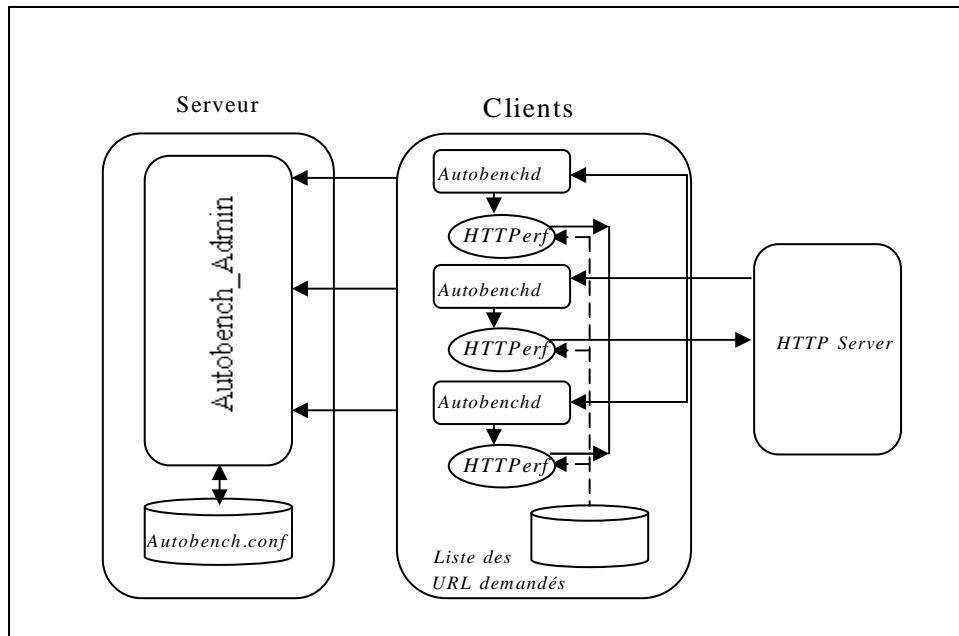 Serveur
Clients
Autobench_Admin
Autobench.conf
Autobenchd
HTTPerf
Autobenchd
HTTPerf
Autobenchd
HTTPerf
Liste des
URL demandés
HTTP Server